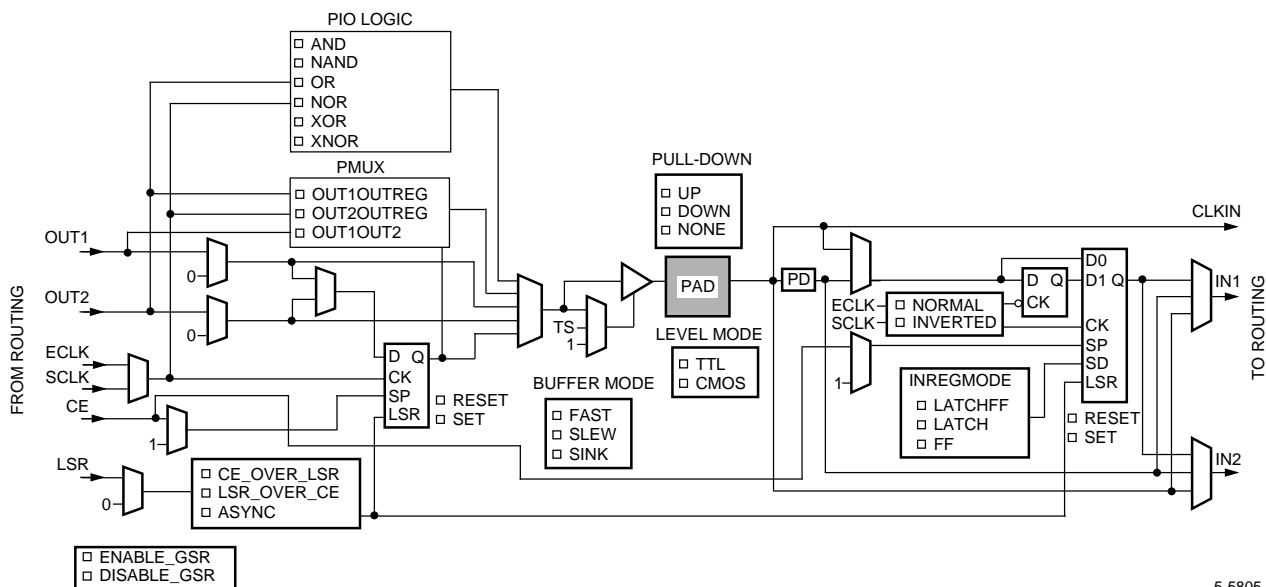 PIO LOGIC
AND
NAND
OR
NOR
XOR
XNOR
PMUX
OUT1OUTREG
OUT2OUTREG
OUT1OUT2
FROM ROUTING
OUT1
0
OUT2
0
ECLK
SCLK
CE
1
LSR
0
D Q
CK
SP
LSR
RESET
SET
CE_OVER_LSR
LSR_OVER_CE
ASYNC
ENABLE_GSR
DISABLE_GSR
TS
1
BUFFER MODE
FAST
SLEW
SINK
PULL-DOWN
UP
DOWN
NONE
PAD
LEVEL MODE
TTL
CMOS
PD
ECLK
SCLK
NORMAL
INVERTED
D Q
CK
1
INREGMODE
LATCHFF
LATCH
FF
D0
D1 Q
CK
SP
SD
LSR
RESET
SET
CLKIN
IN1
IN2
TO ROUTING
5-5805